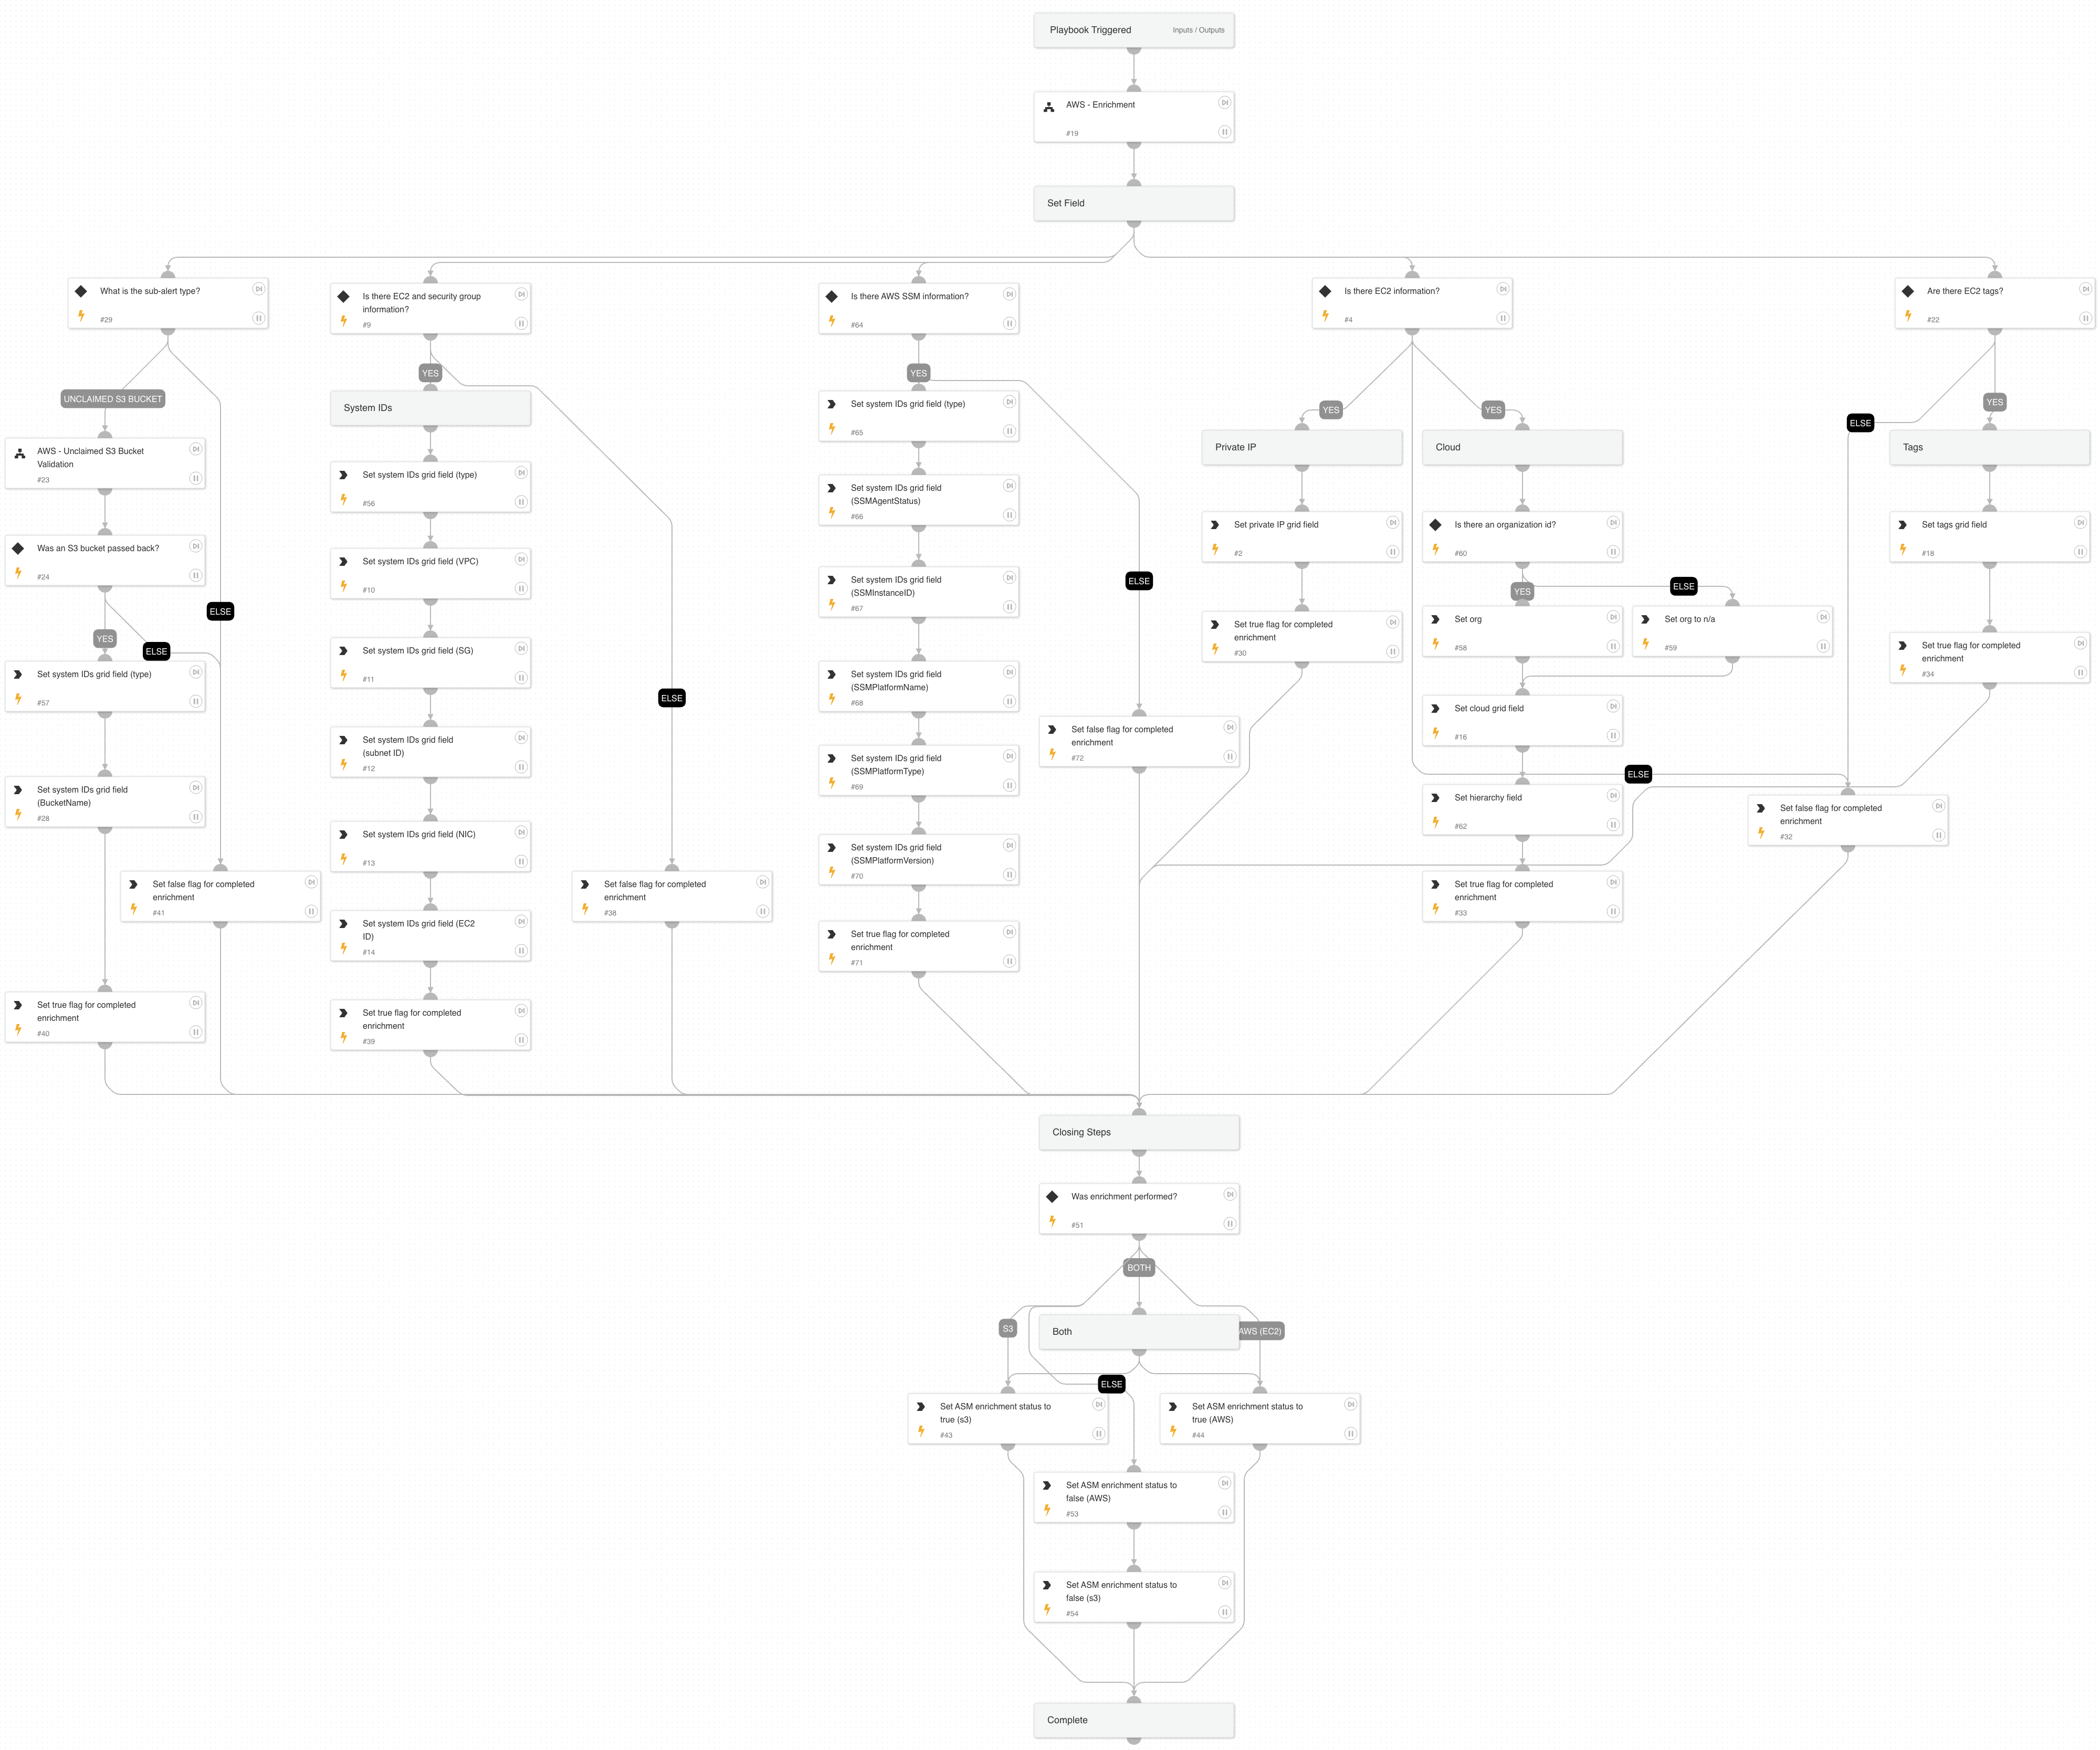 Playbook Triggered
Inputs / Outputs
AWS - Enrichment
#19
Set Field
What is the sub-alert type?
#29
Is there EC2 and security group
information?
#9
Is there AWS SSM information?
#64
Is there EC2 information?
#4
Are there EC2 tags?
#22
UNCLAIMED S3 BUCKET
AWS - Unclaimed S3 Bucket
Validation
#23
Was an S3 bucket passed back?
#24
YES
ELSE
ELSE
Set system IDs grid field (type)
#57
Set system IDs grid field
(BucketName)
#28
Set false flag for completed
enrichment
#41
Set true flag for completed
enrichment
#40
YES
System IDs
Set system IDs grid field (type)
#56
Set system IDs grid field (VPC)
#10
Set system IDs grid field (SG)
#11
Set system IDs grid field
(subnet ID)
#12
Set system IDs grid field (NIC)
#13
Set system IDs grid field (EC2
ID)
#14
Set true flag for completed
enrichment
#39
ELSE
Set false flag for completed
enrichment
#38
YES
Set system IDs grid field (type)
#65
Set system IDs grid field
(SSMAgentStatus)
#66
Set system IDs grid field
(SSMInstanceID)
#67
Set system IDs grid field
(SSMPlatformName)
#68
Set system IDs grid field
(SSMPlatformType)
#69
Set system IDs grid field
(SSMPlatformVersion)
#70
Set true flag for completed
enrichment
#71
ELSE
Set false flag for completed
enrichment
#72
YES
Private IP
Set private IP grid field
#2
Set true flag for completed
enrichment
#30
YES
Cloud
Is there an organization id?
#60
YES
ELSE
Set org
#58
Set org to n/a
#59
Set cloud grid field
#16
ELSE
Set hierarchy field
#62
Set true flag for completed
enrichment
#33
ELSE
YES
Tags
Set tags grid field
#18
Set true flag for completed
enrichment
#34
Set false flag for completed
enrichment
#32
Closing Steps
Was enrichment performed?
#51
BOTH
S3
Both
AWS (EC2)
ELSE
Set ASM enrichment status to
true (s3)
#43
Set ASM enrichment status to
true (AWS)
#44
Set ASM enrichment status to
false (AWS)
#53
Set ASM enrichment status to
false (s3)
#54
Complete